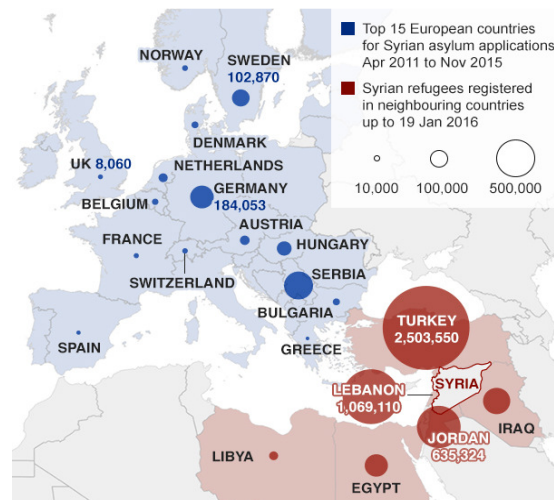 Top 15 European countries
for Syrian asylum applications
Apr 2011 to Nov 2015
Syrian refugees registered
in neighbouring countries
up to 19 Jan 2016
10,000
100,000
500,000
NORWAY
SWEDEN
102,870
DENMARK
UK 8,060
NETHERLANDS
GERMANY
184,053
BELGIUM
AUSTRIA
FRANCE
HUNGARY
SWITZERLAND
SERBIA
BULGARIA
SPAIN
GREECE
TURKEY
2,503,550
SYRIA
LEBANON
1,069,110
IRAQ
JORDAN
635,324
LIBYA
EGYPT